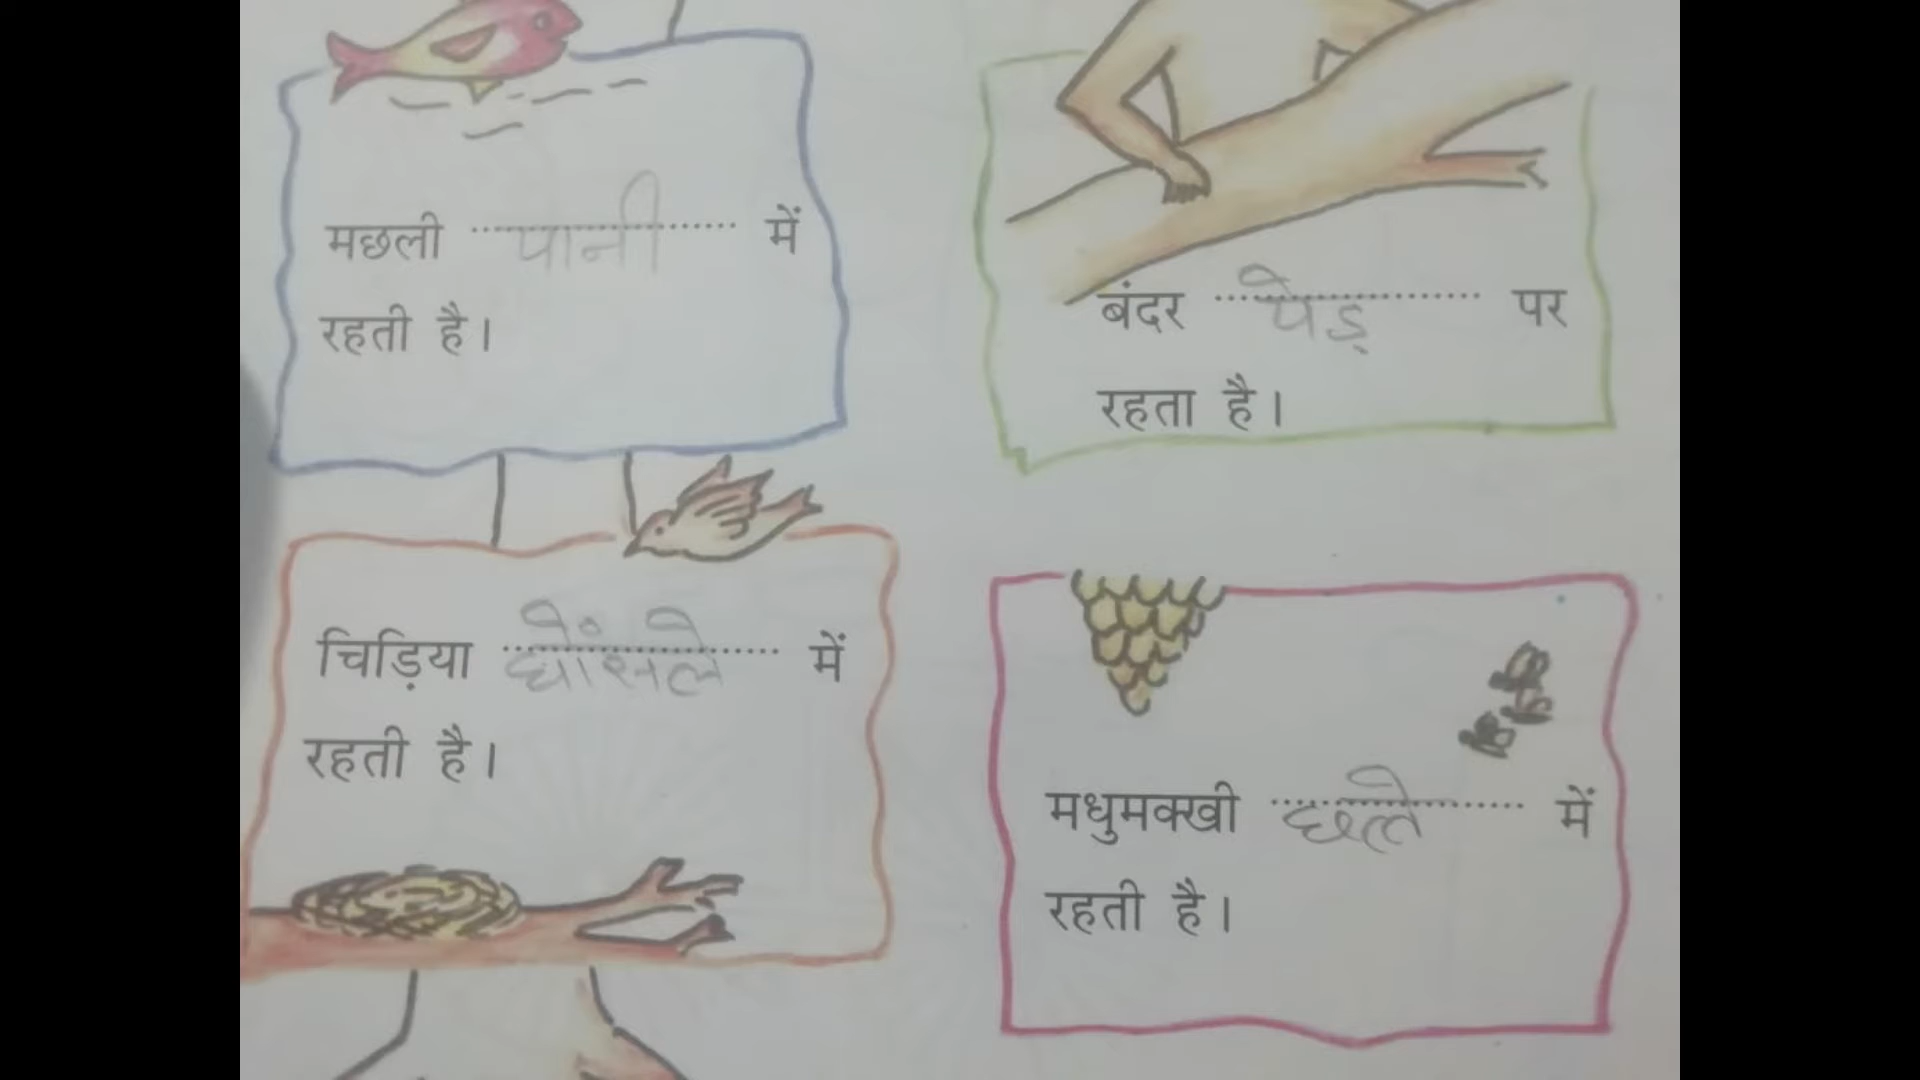 मछली पानी में
रहती है।
बंदर पेड़ पर
रहता है।
चिड़िया घोंसले में
रहती है।
मधुमक्खी छत्ते में
रहती है।